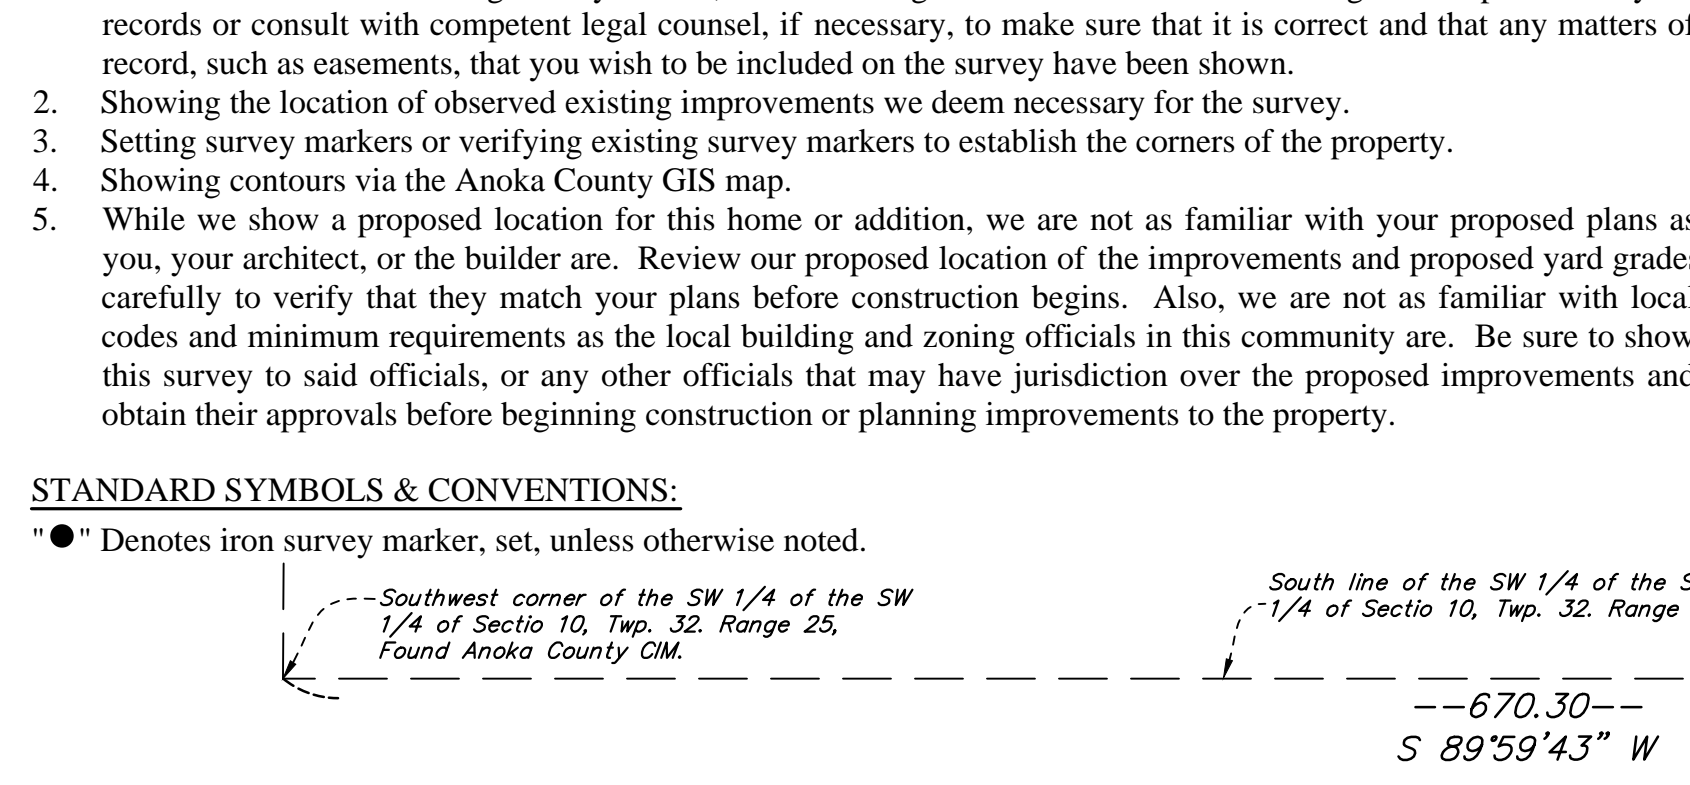 records or consult with competent legal counsel, if necessary, to make sure that it is correct and that any matters of
record, such as easements, that you wish to be included on the survey have been shown.
2. Showing the location of observed existing improvements we deem necessary for the survey.
3. Setting survey markers or verifying existing survey markers to establish the corners of the property.
4. Showing contours via the Anoka County GIS map.
5. While we show a proposed location for this home or addition, we are not as familiar with your proposed plans as
you, your architect, or the builder are. Review our proposed location of the improvements and proposed yard grades
carefully to verify that they match your plans before construction begins. Also, we are not as familiar with local
codes and minimum requirements as the local building and zoning officials in this community are. Be sure to show
this survey to said officials, or any other officials that may have jurisdiction over the proposed improvements and
obtain their approvals before beginning construction or planning improvements to the property.
STANDARD SYMBOLS & CONVENTIONS:
"●" Denotes iron survey marker, set, unless otherwise noted.
Southwest corner of the SW 1/4 of the SW
1/4 of Sectio 10, Twp. 32. Range 25,
Found Anoka County CIM.
South line of the SW 1/4 of the
1/4 of Sectio 10, Twp. 32. Range
--670.30--
S 89°59'43" W